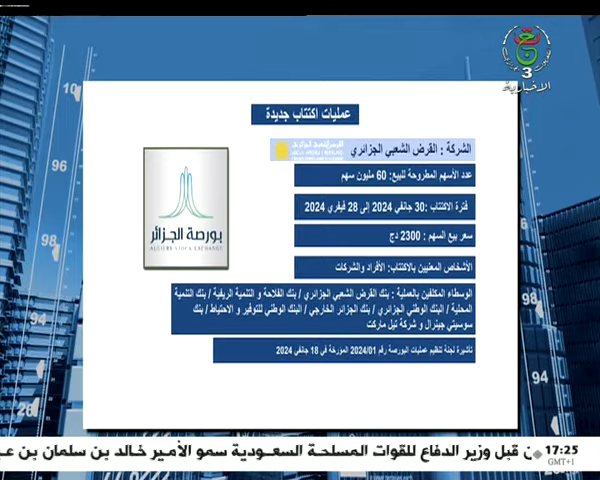 3
الإخبارية
عمليات اكتتاب جديدة
الشركة : القرض الشعبي الجزائري
عدد الأسهم المطروحة للبيع: 60 مليون سهم
فترة الاكتتاب :30 جانفي 2024 إلى 28 فيفري 2024
سعر بيع السهم : 2300 دج
الأشخاص المعنيين بالاكتتاب: الأفراد والشركات
الوسطاء المكلفين بالعملية : بنك القرض الشعبي الجزائري / بنك الفلاحة و التنمية الريفية / بنك التنمية
المحلية / البنك الوطني الجزائري / بنك الجزائر الخارجي / البنك الوطني للتوفير و الاحتياط / بنك
سوسيتي جينرال و شركة تيل ماركت
تأشيرة لجنة تنظيم عمليات البورصة رقم 2024/01 المؤرخة في 18 جانفي 2024
بورصة الجزائر
ALGIERS STOCK EXCHANGE
96
90
26
98
94
ن قبل وزير الدفاع للقوات المسلحة السعودية سمو الأمير خالد بن سلمان بن عب
17:25
GMT+1